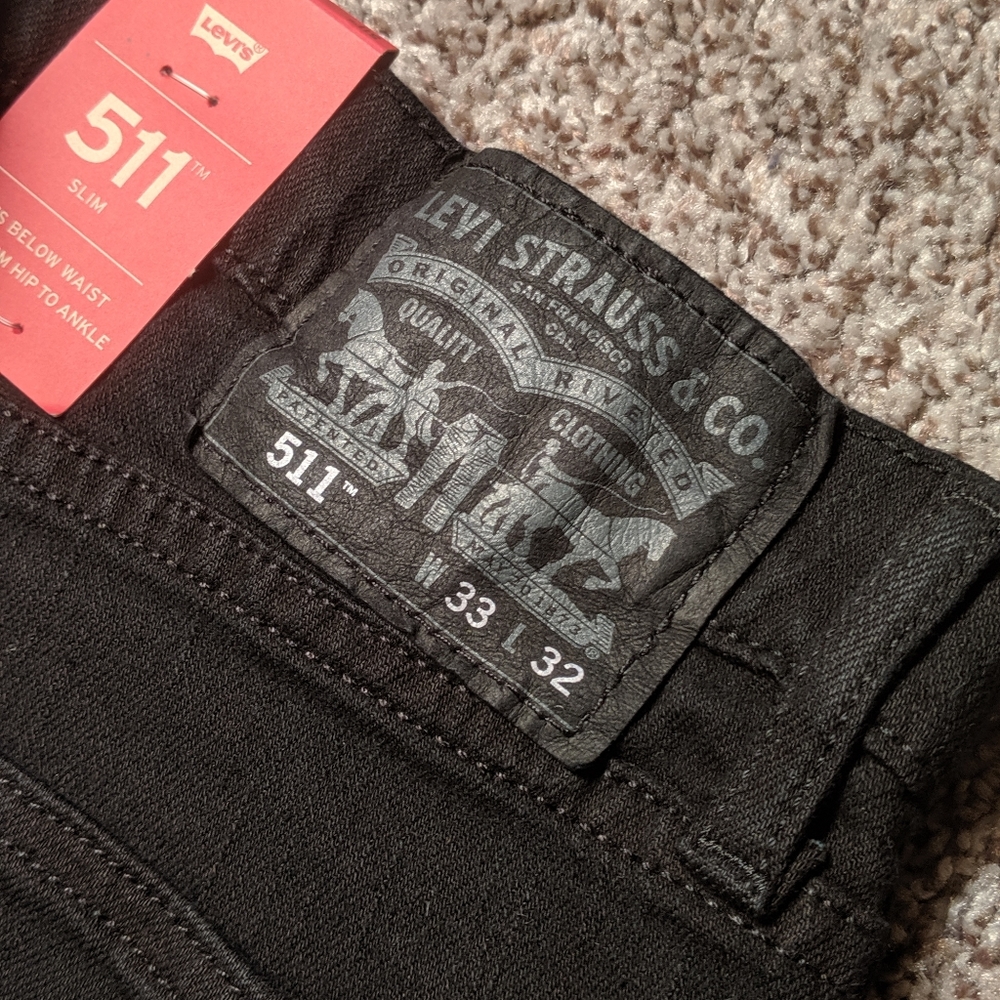 Levi's®
511™
SLIM
S BELOW WAIST
M HIP TO ANKLE
LEVI STRAUSS & CO.
SAN FRANCISCO
CAL.
ORIGINAL RIVETED
QUALITY CLOTHING
PATENTED
511™
W 33 L 32